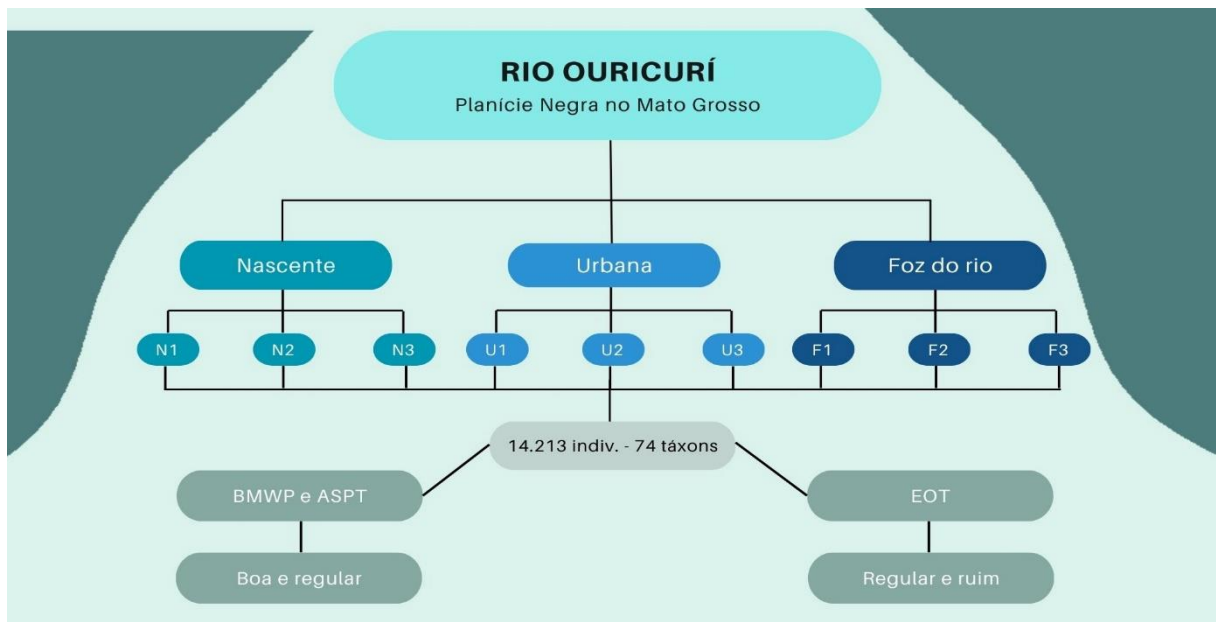 RIO OURICURÍ
Planície Negra no Mato Grosso
Nascente
Urbana
Foz do rio
N1
N2
N3
U1
U2
U3
F1
F2
F3
14.213 indiv. - 74 táxons
BMWP e ASPT
EOT
Boa e regular
Regular e ruim